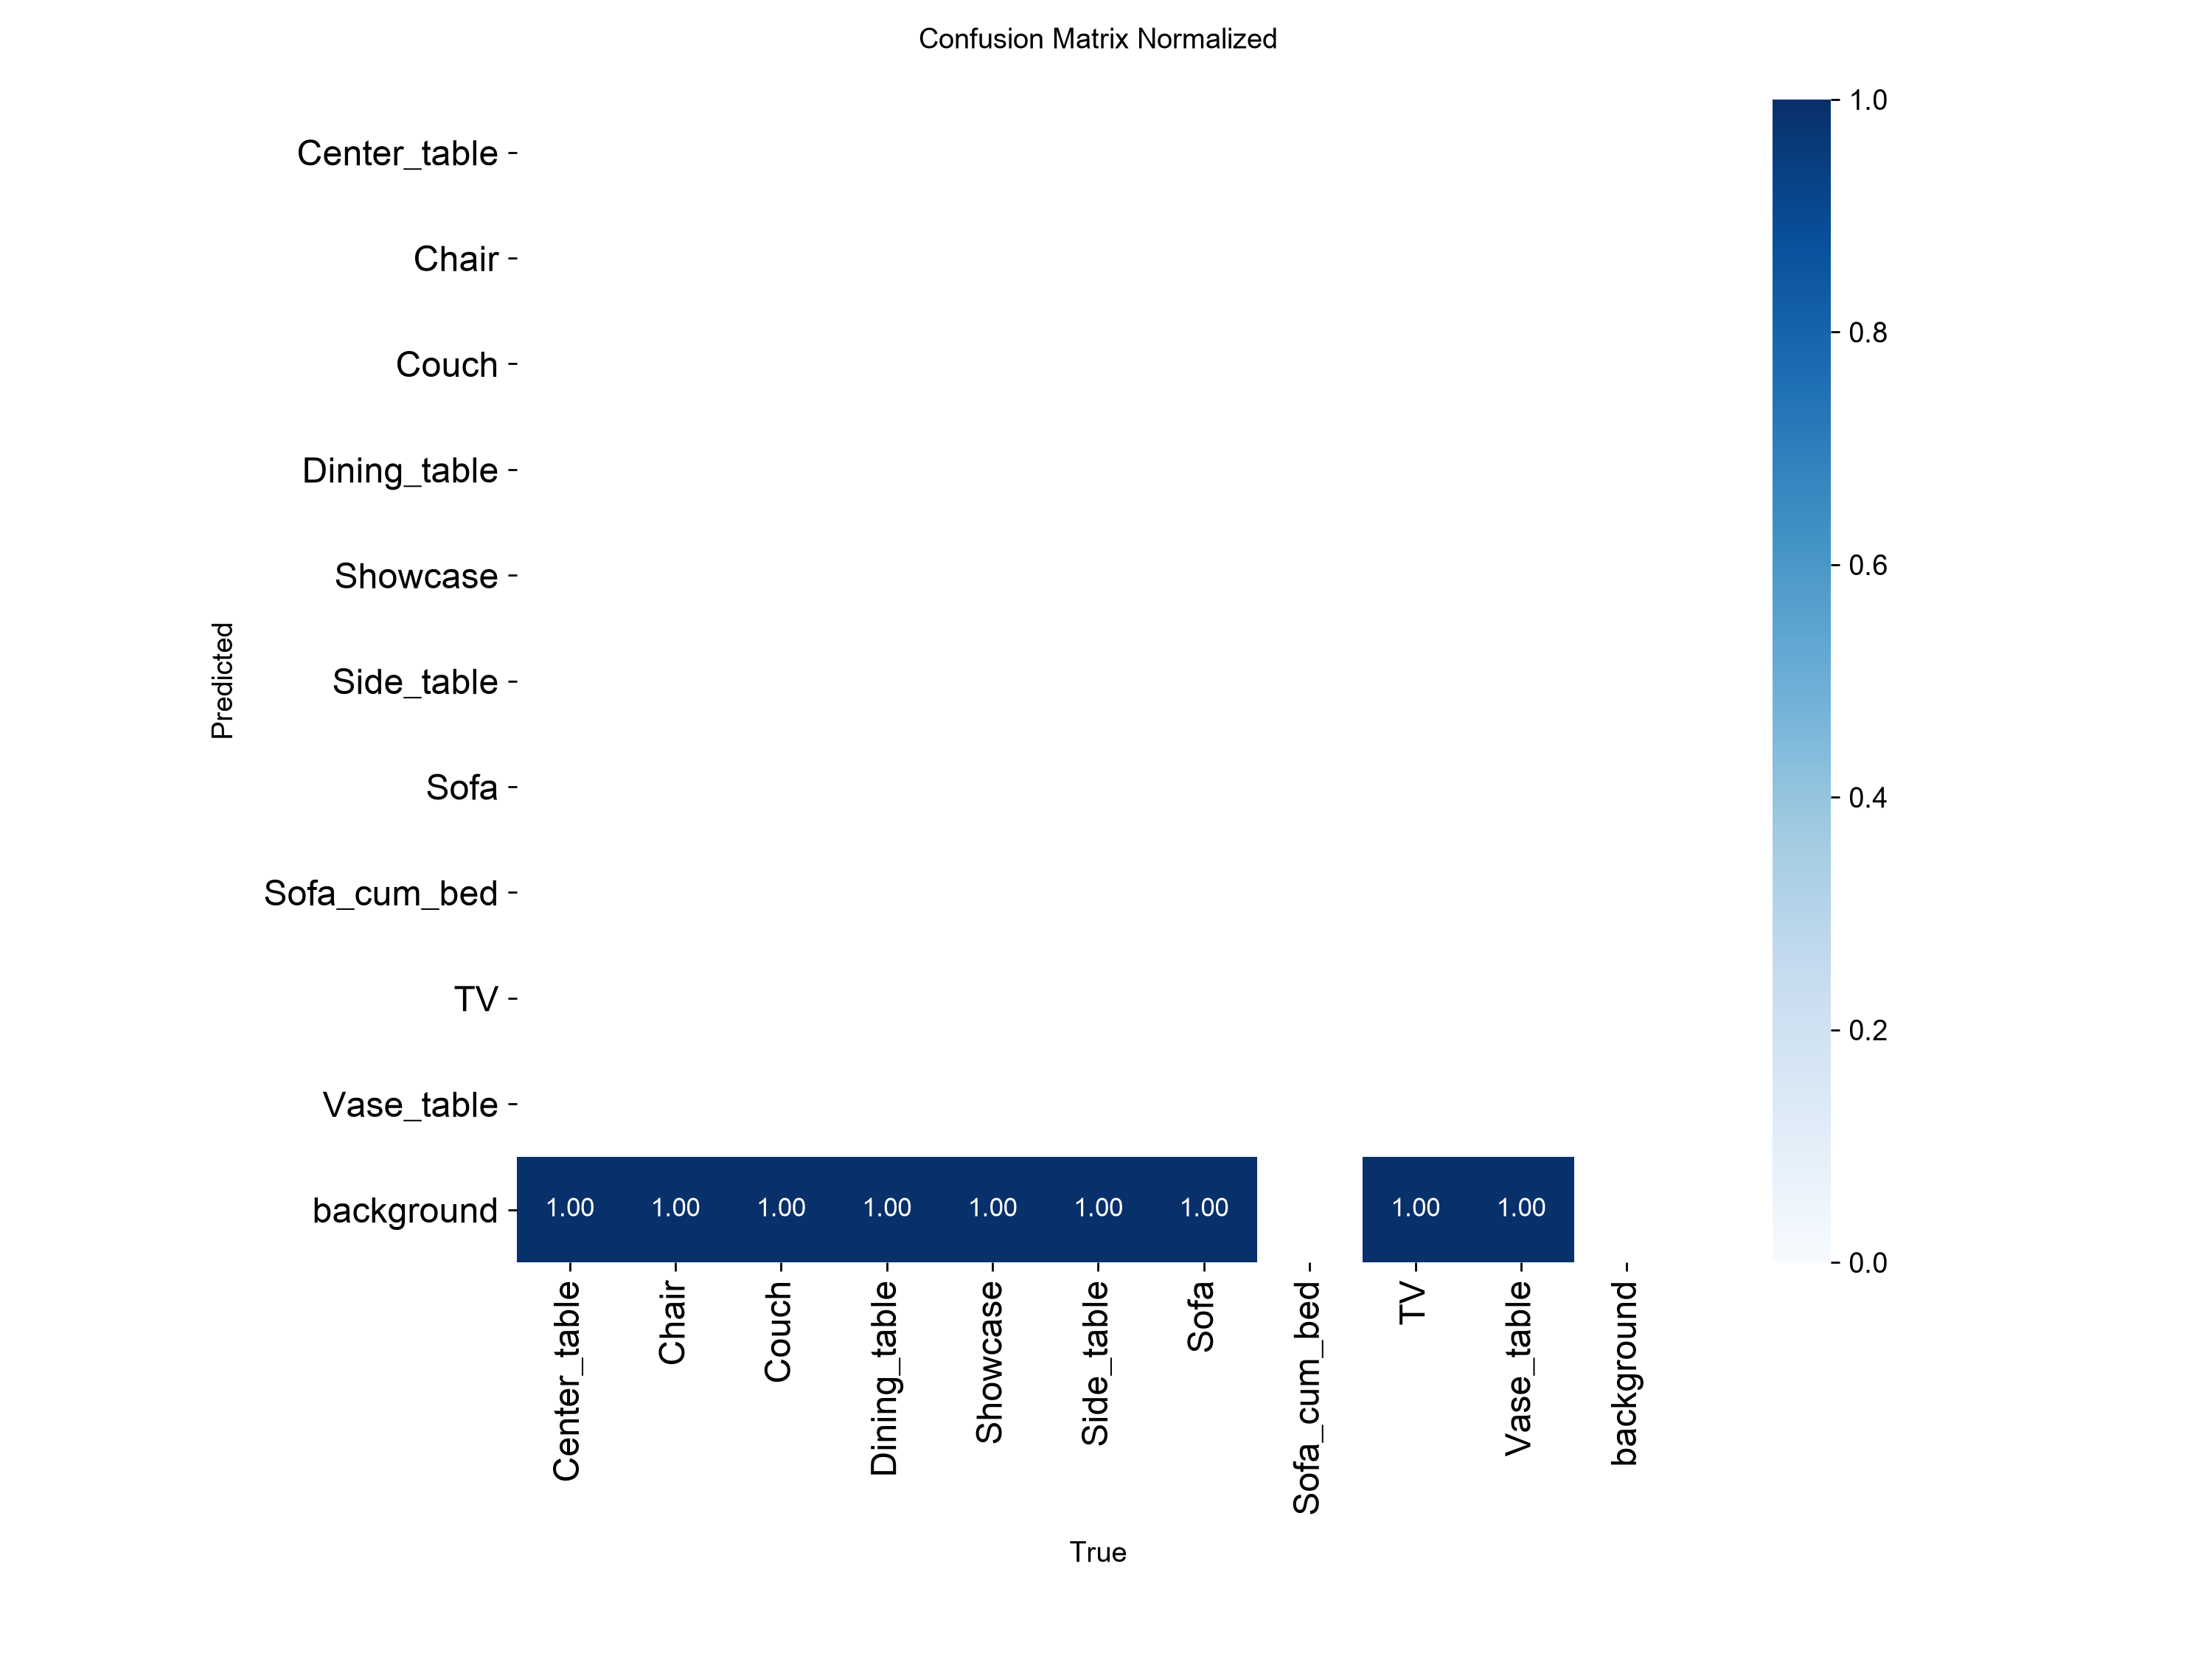 Confusion Matrix Normalized
Predicted
Center_table
Chair
Couch
Dining_table
Showcase
Side_table
Sofa
Sofa_cum_bed
TV
Vase_table
background
1.00 1.00 1.00 1.00 1.00 1.00 1.00 1.00 1.00
Center_table
Chair
Couch
Dining_table
Showcase
Side_table
Sofa
Sofa_cum_bed
TV
Vase_table
background
True
1.0
0.8
0.6
0.4
0.2
0.0